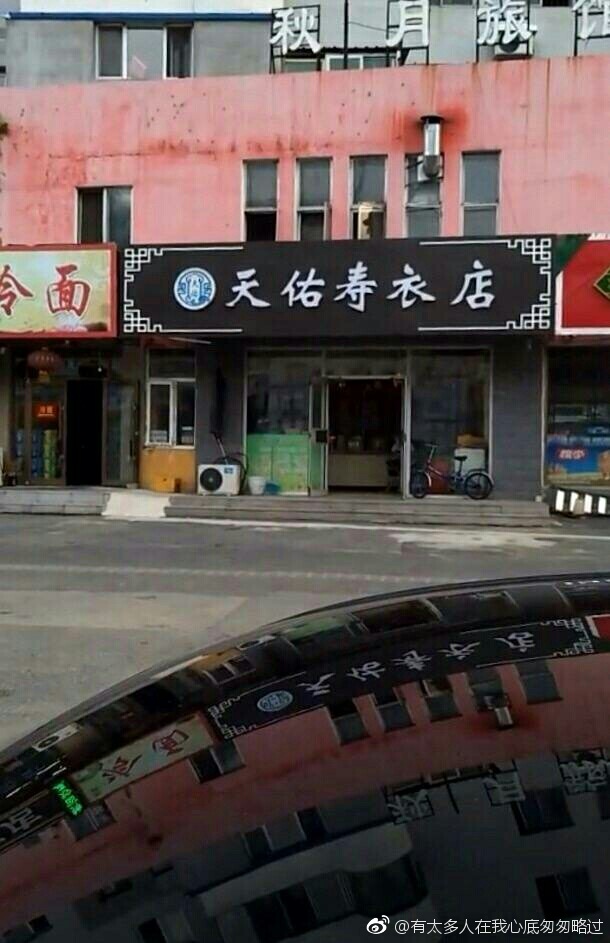 秋月旅馆
冷面
天佑寿衣店
@有太多人在我心底匆匆略过